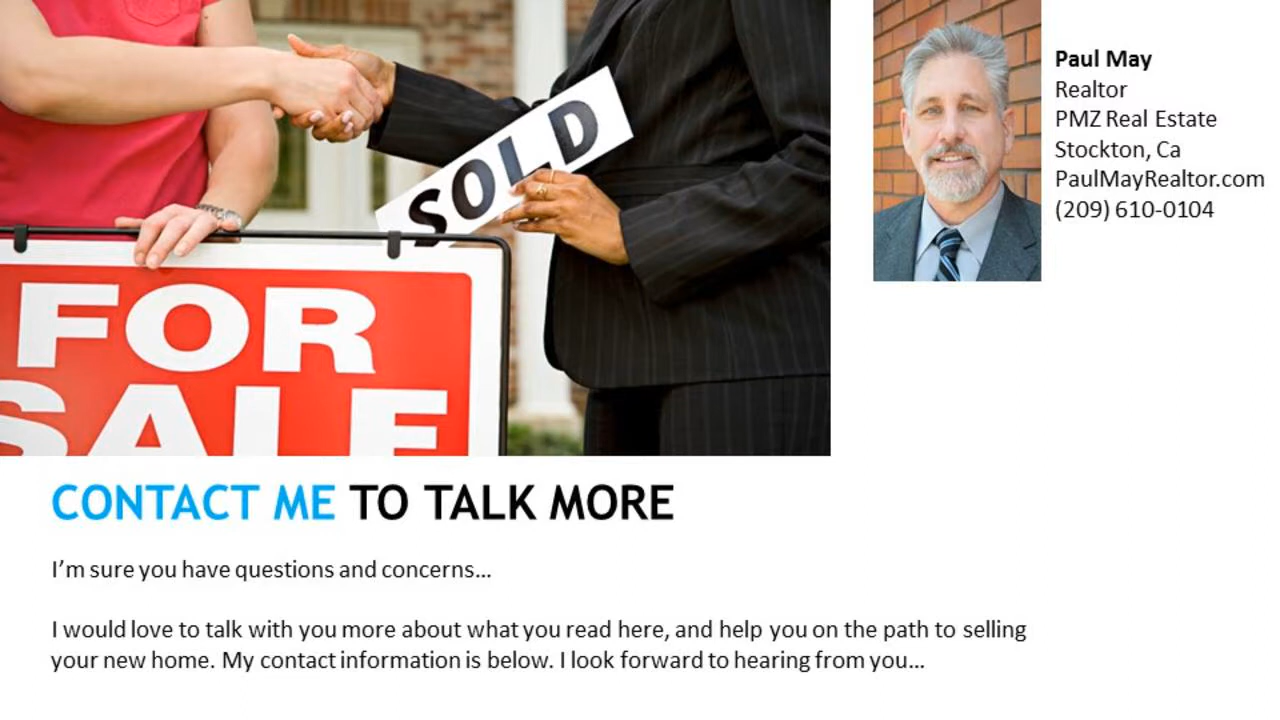 SOLD
FOR
SALE
Paul May
Realtor
PMZ Real Estate
Stockton, Ca
PaulMayRealtor.com
(209) 610-0104
CONTACT ME TO TALK MORE
I’m sure you have questions and concerns...
I would love to talk with you more about what you read here, and help you on the path to selling
your new home. My contact information is below. I look forward to hearing from you...